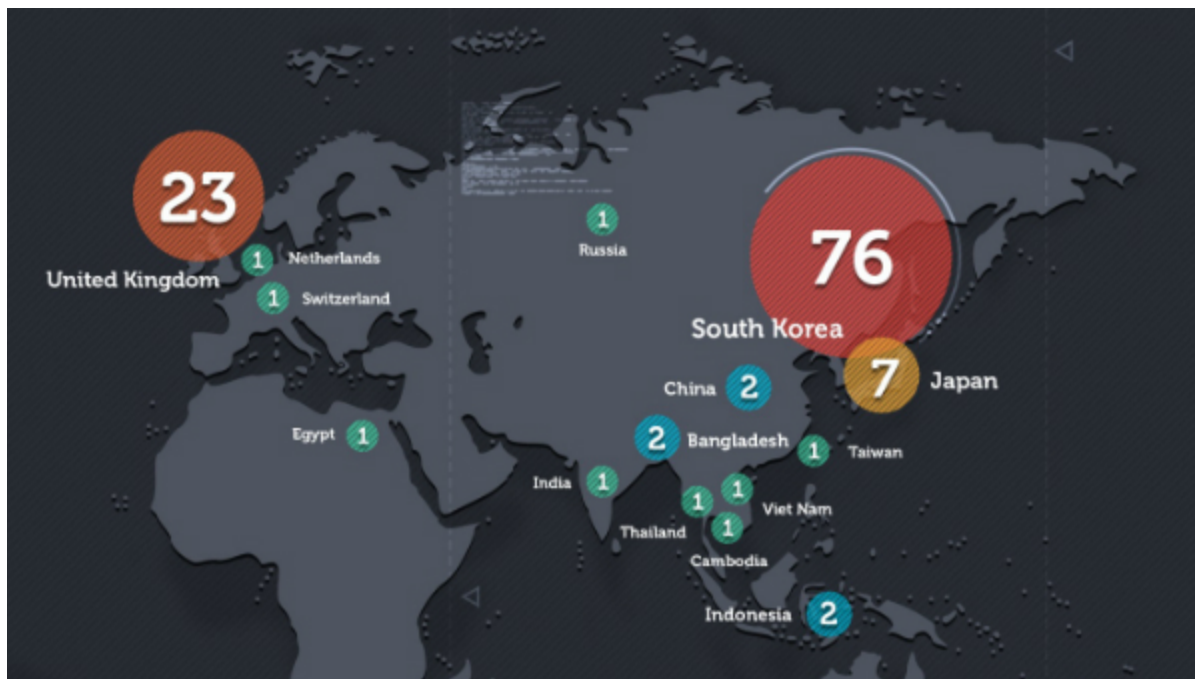 23
United Kingdom
1
Netherlands
1
Switzerland
1
Russia
76
South Korea
7
Japan
China
2
2
Bangladesh
Egypt
1
1
Taiwan
India
1
1
Thailand
1
Viet Nam
1
Cambodia
Indonesia
2